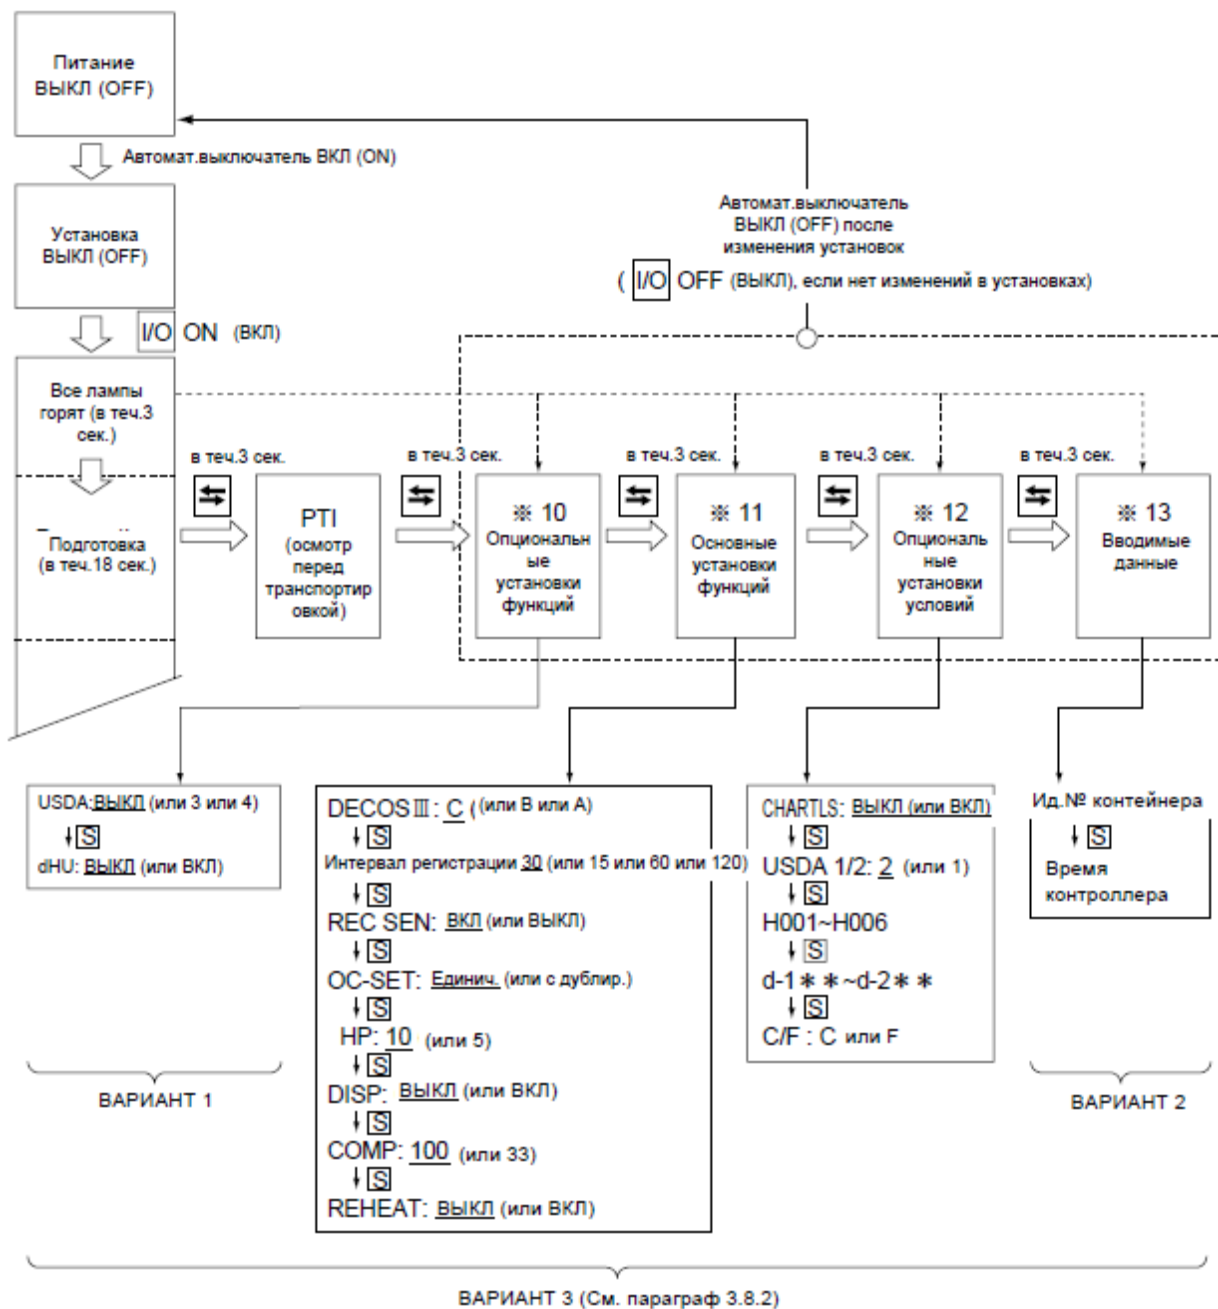 Питание
ВЫКЛ (OFF)
Автомат.выключатель ВКЛ (ON)
Установка
ВЫКЛ (OFF)
Автомат.выключатель
ВЫКЛ (OFF) после
изменения установок
( I/O OFF (ВЫКЛ), если нет изменений в установках)
I/O ON (ВКЛ)
Все лампы
горят (в теч.3
сек.)
в теч.3 сек.
в теч.3 сек.
в теч.3 сек.
в теч.3 сек.
в теч.3 сек.
Подготовка
(в теч.18 сек.)
PTI
(осмотр
перед
транспортир
овкой)
※ 10
Опциональн
ые
установки
функций
※ 11
Основные
установки
функций
※ 12
Опциональ
ные
установки
условий
※ 13
Вводимые
данные
USDA:ВЫКЛ (или 3 или 4)
↓ S
dHU: ВЫКЛ (или ВКЛ)
ВАРИАНТ 1
DECOSⅢ: C ((или B или A)
↓ S
Интервал регистрации 30 (или 15 или 60 или 120)
↓ S
REC SEN: ВКЛ (или ВЫКЛ)
↓ S
OC-SET: Единич. (или с дублир.)
↓ S
HP: 10 (или 5)
↓ S
DISP: ВЫКЛ (или ВКЛ)
↓ S
COMP: 100 (или 33)
↓ S
REHEAT: ВЫКЛ (или ВКЛ)
CHARTLS: ВЫКЛ (или ВКЛ)
↓ S
USDA 1/2: 2 (или 1)
↓ S
H001~H006
↓ S
d-1＊＊~d-2＊＊
↓ S
C/F : C или F
Ид.№ контейнера
↓ S
Время
контроллера
ВАРИАНТ 2
ВАРИАНТ 3 (См. параграф 3.8.2)